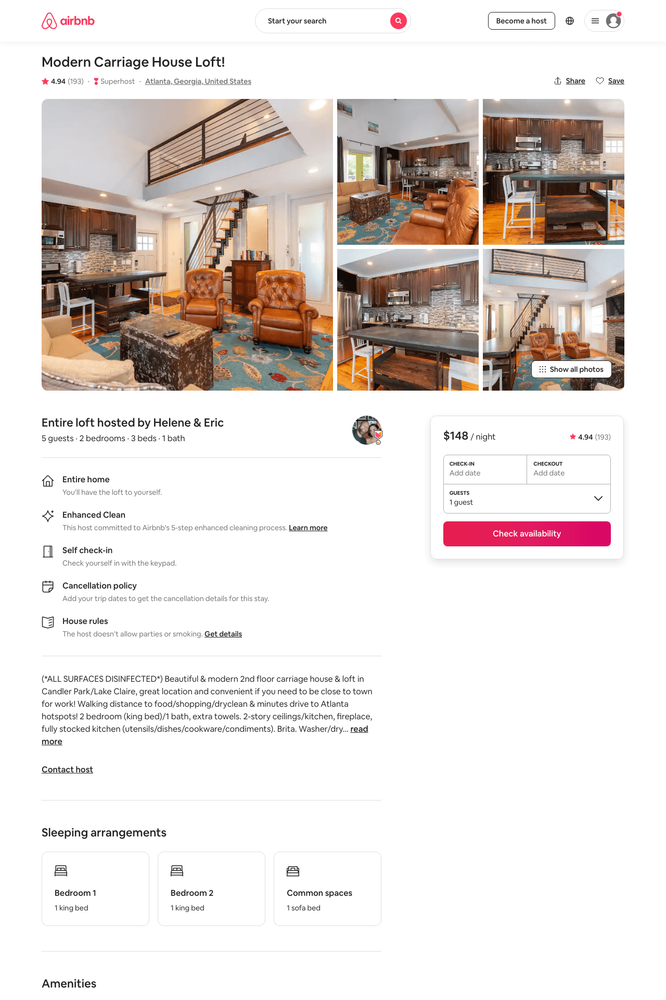 airbnb
Start your search
Become a host
Modern Carriage House Loft!
4.94 (193) · Superhost · Atlanta, Georgia, United States
Share
Save
Show all photos
Entire loft hosted by Helene & Eric
5 guests · 2 bedrooms · 3 beds · 1 bath
Entire home
You'll have the loft to yourself.
Enhanced Clean
This host committed to Airbnb's 5-step enhanced cleaning process. Learn more
Self check-in
Check yourself in with the keypad.
Cancellation policy
Add your trip dates to get the cancellation details for this stay.
House rules
The host doesn't allow parties or smoking. Get details
$148 / night
4.94 (193)
CHECK-IN
Add date
CHECKOUT
Add date
GUESTS
1 guest
Check availability
(*ALL SURFACES DISINFECTED*) Beautiful & modern 2nd floor carriage house & loft in
Candler Park/Lake Claire, great location and convenient if you need to be close to town
for work! Walking distance to food/shopping/dryclean & minutes drive to Atlanta
hotspots! 2 bedroom (king bed)/1 bath, extra towels. 2-story ceilings/kitchen, fireplace,
fully stocked kitchen (utensils/dishes/cookware/condiments). Brita. Washer/dry... read
more
Contact host
Sleeping arrangements
Bedroom 1
1 king bed
Bedroom 2
1 king bed
Common spaces
1 sofa bed
Amenities